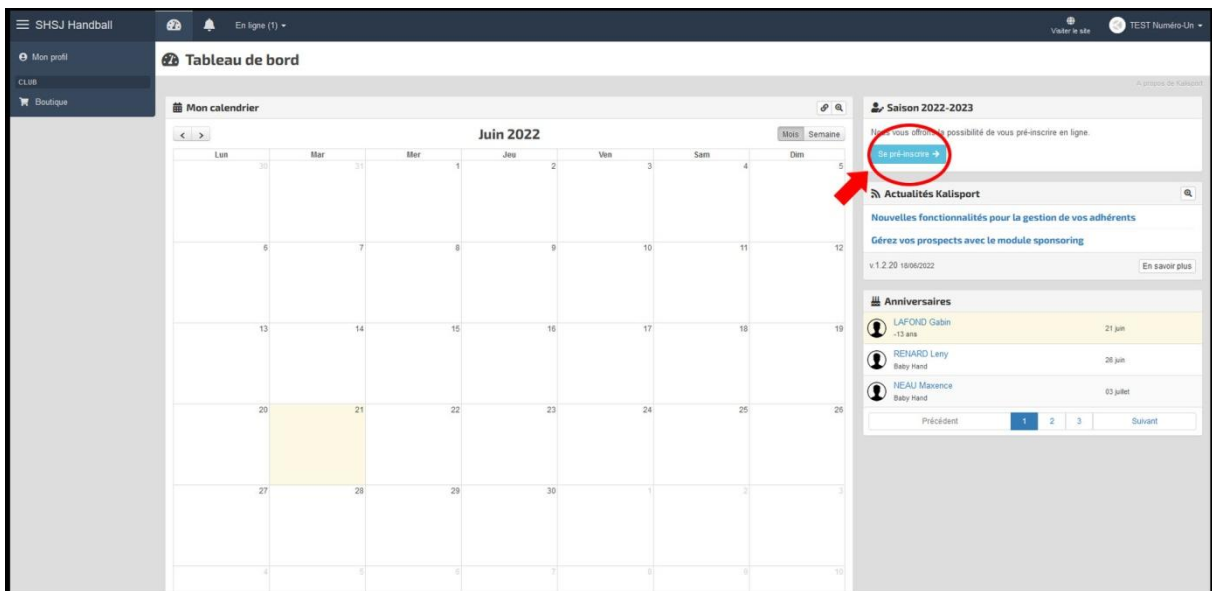 SHSJ Handball
En ligne (1)
Visiter le site
TEST Numéro-Un
Mon profil
CLUB
Boutique
Tableau de bord
A propos de Kalisport
Mon calendrier
Juin 2022
Mois Semaine
Lun Mar Mer Jeu Ven Sam Dim
30 31 1 2 3 4 5
6 7 8 9 10 11 12
13 14 15 16 17 18 19
20 21 22 23 24 25 26
27 28 29 30 1 2 3
4 5 6 7 8 9 10
Saison 2022-2023
Nous vous offrons la possibilité de vous pré-inscrire en ligne.
Se pré-inscrire
Actualités Kalisport
Nouvelles fonctionnalités pour la gestion de vos adhérents
Gérez vos prospects avec le module sponsoring
v.1.2.20 18/06/2022
En savoir plus
Anniversaires
LAFOND Gabin
-13 ans
21 juin
RENARD Leny
Baby Hand
26 juin
NEAU Maxence
Baby Hand
03 juillet
Précédent 1 2 3 Suivant